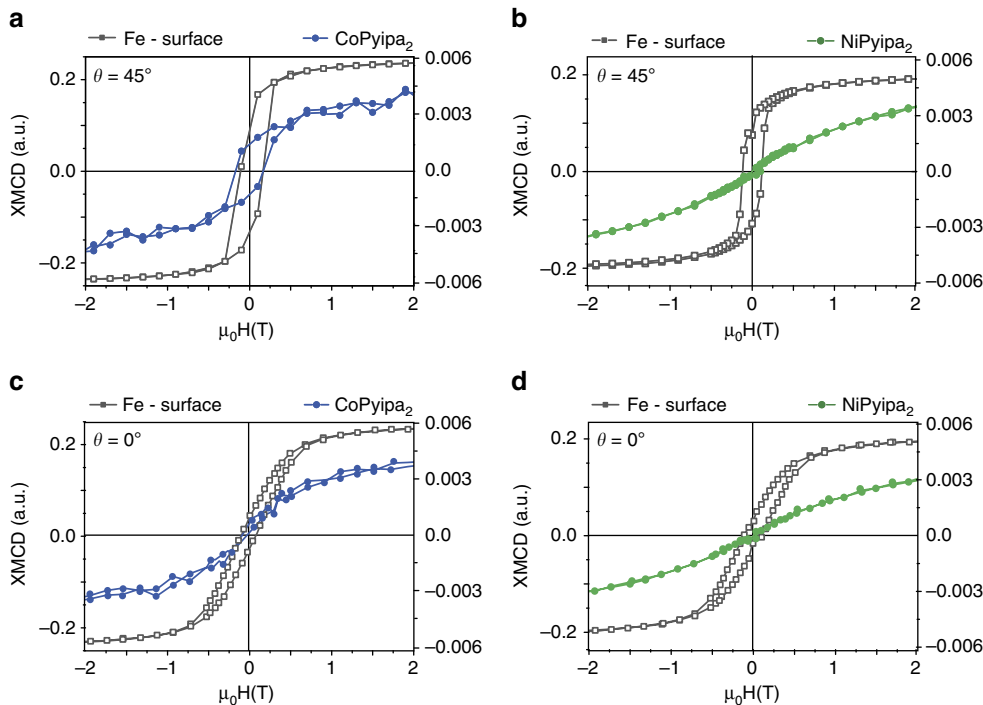 a
Fe - surface CoPyipa₂
θ = 45°
XMCD (a.u.)
0.2
0.0
−0.2
0.006
0.003
0.000
−0.003
−0.006
−2 −1 0 1 2
μ₀H(T)
b
Fe - surface NiPyipa₂
θ = 45°
XMCD (a.u.)
0.2
0.0
−0.2
0.006
0.003
0.000
−0.003
−0.006
−2 −1 0 1 2
μ₀H(T)
c
Fe - surface CoPyipa₂
θ = 0°
XMCD (a.u.)
0.2
0.0
−0.2
0.006
0.003
0.000
−0.003
−0.006
−2 −1 0 1 2
μ₀H(T)
d
Fe - surface NiPyipa₂
θ = 0°
XMCD (a.u.)
0.2
0.0
−0.2
0.006
0.003
0.000
−0.003
−0.006
−2 −1 0 1 2
μ₀H(T)